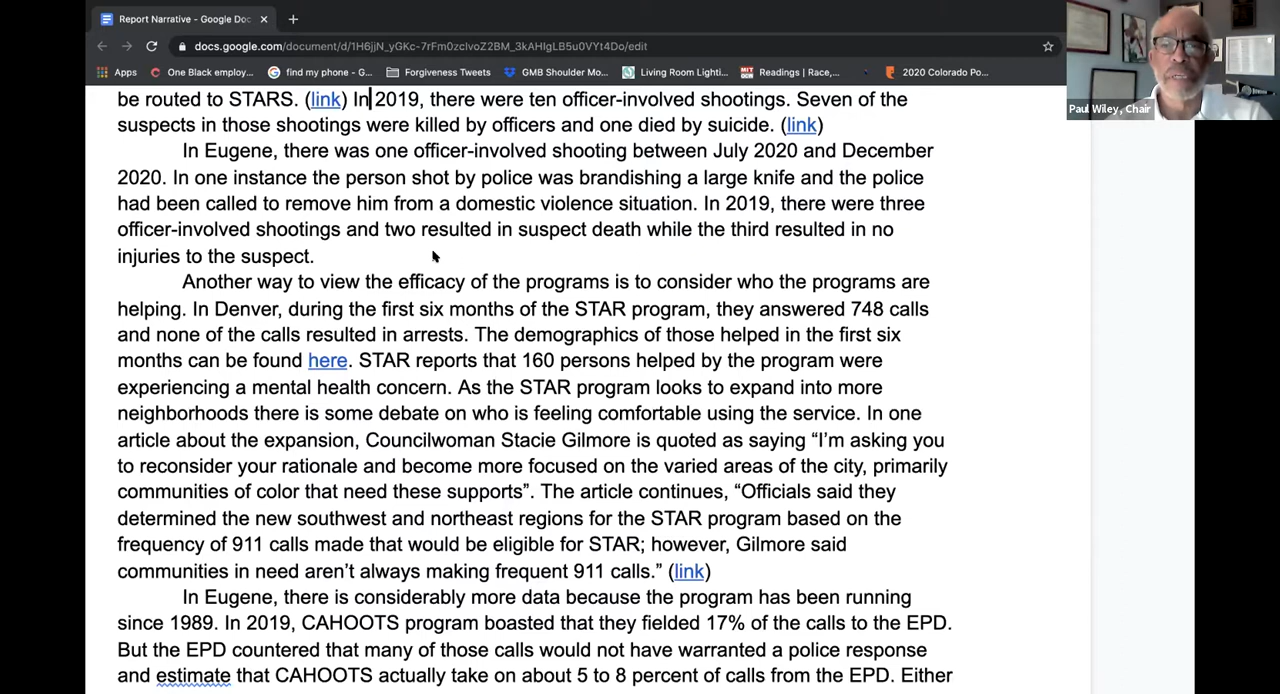 Report Narrative - Google Doc
docs.google.com/document/d/1H6jjN_yGKc-7rFm0zcIvoZ2BM_3kAHIgLB5u0VYt4Do/edit
Apps One Black employ... find my phone - G... Forgiveness Tweets GMB Shoulder Mo... Living Room Lighti... Readings | Race,... 2020 Colorado Po...
Paul Wiley, Chair
be routed to STARS. (link) In 2019, there were ten officer-involved shootings. Seven of the
suspects in those shootings were killed by officers and one died by suicide. (link)
In Eugene, there was one officer-involved shooting between July 2020 and December
2020. In one instance the person shot by police was brandishing a large knife and the police
had been called to remove him from a domestic violence situation. In 2019, there were three
officer-involved shootings and two resulted in suspect death while the third resulted in no
injuries to the suspect.
Another way to view the efficacy of the programs is to consider who the programs are
helping. In Denver, during the first six months of the STAR program, they answered 748 calls
and none of the calls resulted in arrests. The demographics of those helped in the first six
months can be found here. STAR reports that 160 persons helped by the program were
experiencing a mental health concern. As the STAR program looks to expand into more
neighborhoods there is some debate on who is feeling comfortable using the service. In one
article about the expansion, Councilwoman Stacie Gilmore is quoted as saying “I’m asking you
to reconsider your rationale and become more focused on the varied areas of the city, primarily
communities of color that need these supports”. The article continues, “Officials said they
determined the new southwest and northeast regions for the STAR program based on the
frequency of 911 calls made that would be eligible for STAR; however, Gilmore said
communities in need aren’t always making frequent 911 calls.” (link)
In Eugene, there is considerably more data because the program has been running
since 1989. In 2019, CAHOOTS program boasted that they fielded 17% of the calls to the EPD.
But the EPD countered that many of those calls would not have warranted a police response
and estimate that CAHOOTS actually take on about 5 to 8 percent of calls from the EPD. Either